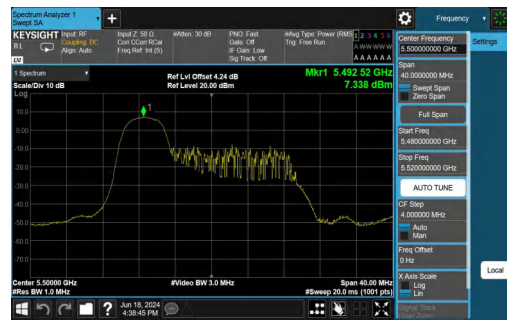 Spectrum Analyzer 1
Swept SA
Frequency
KEYSIGHT
Input: RF
Coupling: DC
Align: Auto
Input Z: 50 Ω
Corr CCorr RCal
Freq Ref: Int (S)
#Atten: 30 dB
PNO: Fast
Gate: Off
IF Gain: Low
Sig Track: Off
#Avg Type: Power (RMS
Trig: Free Run
1 2 3 4 5 6
A W W W W W
A A A A A A
1 Spectrum
Scale/Div 10 dB
Log
Ref Lvl Offset 4.24 dB
Ref Level 20.00 dBm
Mkr1 5.492 52 GHz
7.338 dBm
1
10.0
0.00
-10.0
-20.0
-30.0
-40.0
-50.0
-60.0
-70.0
Center 5.50000 GHz
#Res BW 1.0 MHz
#Video BW 3.0 MHz
Span 40.00 MHz
#Sweep 20.0 ms (1001 pts)
Jun 18, 2024
4:38:45 PM
Center Frequency
5.500000000 GHz
Settings
Span
40.0000000 MHz
Swept Span
Zero Span
Full Span
Start Freq
5.480000000 GHz
Stop Freq
5.520000000 GHz
AUTO TUNE
CF Step
4.000000 MHz
Auto
Man
Freq Offset
0 Hz
X Axis Scale
Log
Lin
Local
Signal Track